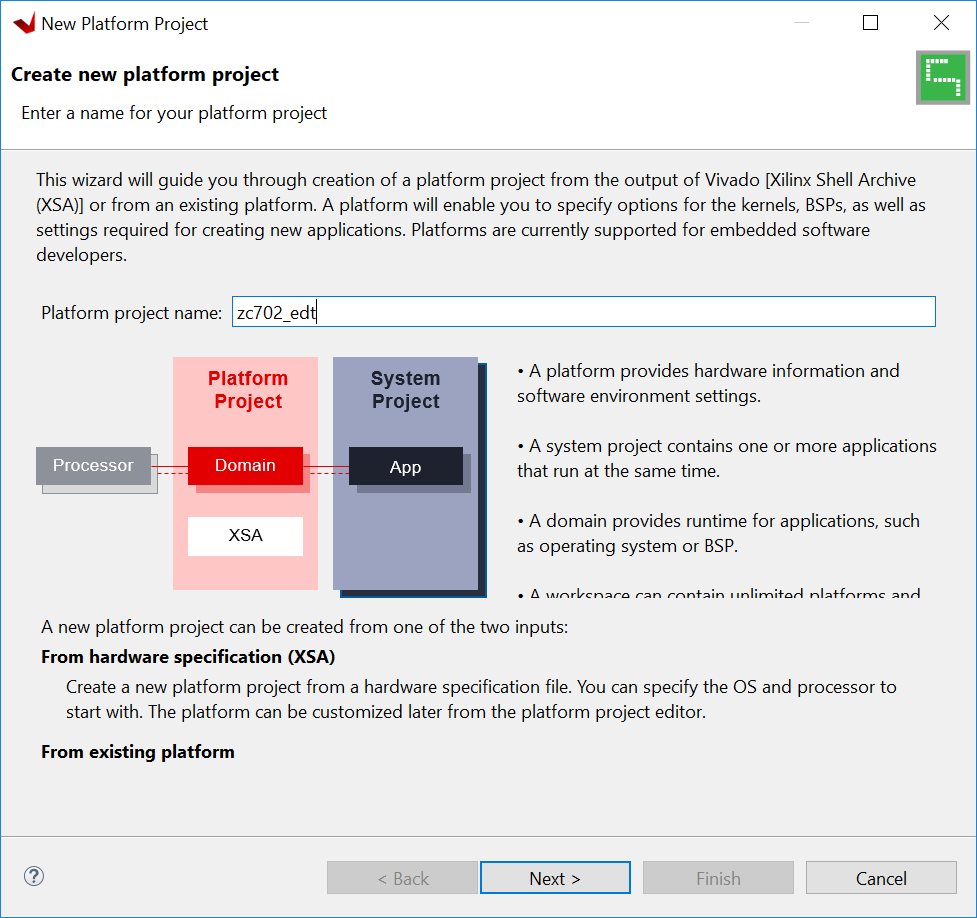 New Platform Project
Create new platform project
Enter a name for your platform project
This wizard will guide you through creation of a platform project from the output of Vivado [Xilinx Shell Archive
(XSA)] or from an existing platform. A platform will enable you to specify options for the kernels, BSPs, as well as
settings required for creating new applications. Platforms are currently supported for embedded software
developers.
Platform project name: zc702_edt
Platform
Project
System
Project
Processor
Domain
App
XSA
• A platform provides hardware information and
software environment settings.
• A system project contains one or more applications
that run at the same time.
• A domain provides runtime for applications, such
as operating system or BSP.
• A workspace can contain unlimited platforms and
A new platform project can be created from one of the two inputs:
From hardware specification (XSA)
Create a new platform project from a hardware specification file. You can specify the OS and processor to
start with. The platform can be customized later from the platform project editor.
From existing platform
?
< Back
Next >
Finish
Cancel